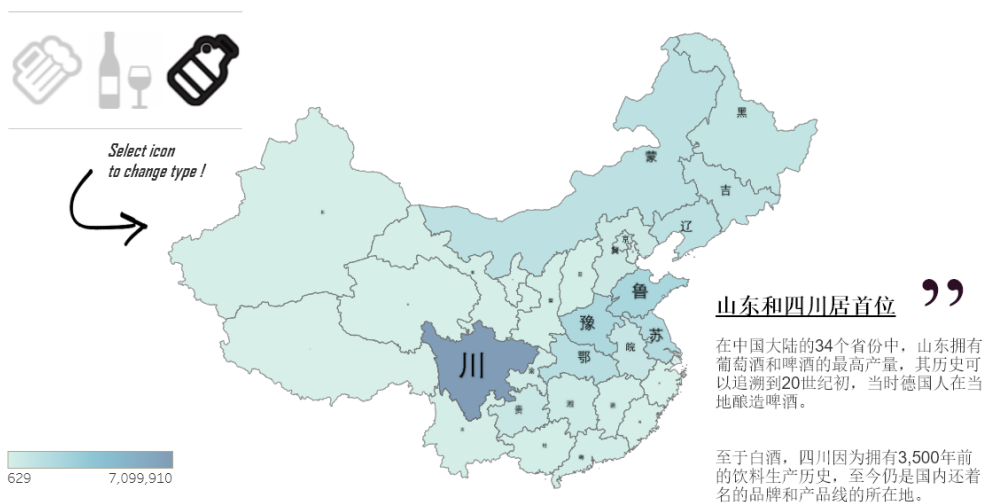 Select icon
to change type !
黑
蒙
吉
辽
京
鲁
豫
苏
皖
鄂
川
贵
湘
山东和四川居首位
在中国大陆的34个省份中，山东拥有
葡萄酒和啤酒的最高产量，其历史可
以追溯到20世纪初，当时德国人在当
地酿造啤酒。
至于白酒，四川因为拥有3,500年前
的饮料生产历史，至今仍是国内还着
名的品牌和产品线的所在地。
629
7,099,910